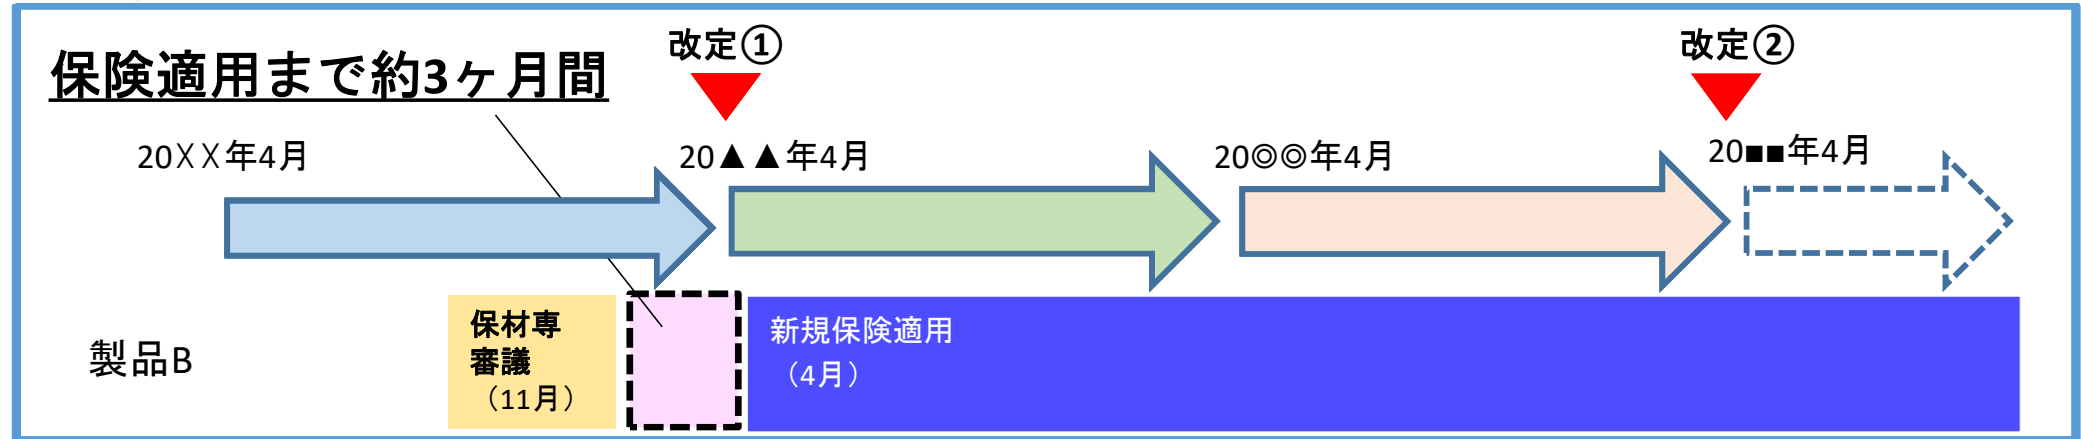 改定①
改定②
保険適用まで約3ヶ月間
20XX年4月
20▲▲年4月
20◎◎年4月
20■■年4月
製品B
保材専
審議
（11月）
新規保険適用
（4月）